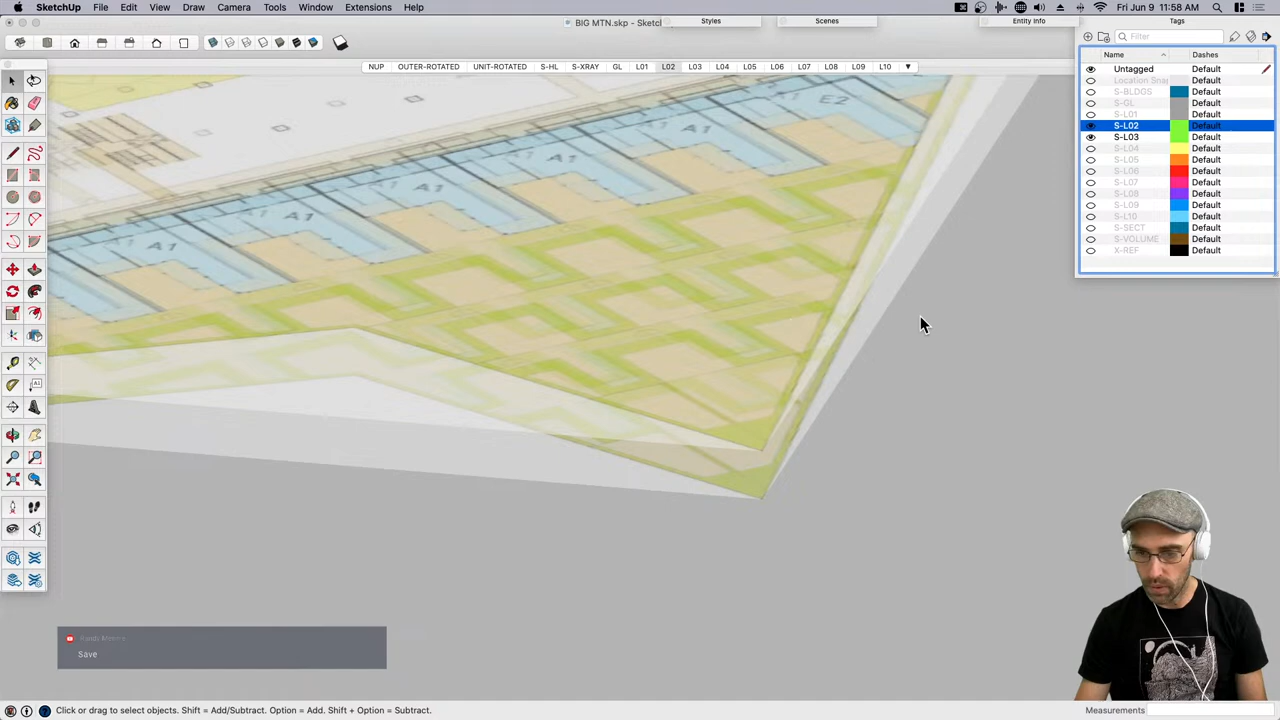 SketchUp File Edit View Draw Camera Tools Window Extensions Help Fri Jun 9 11:58 AM
BIG MTN.skp - Sketch
Styles Scenes Entity Info Tags
Filter
NUP OUTER-ROTATED UNIT-ROTATED S-HL S-XRAY GL L01 L02 L03 L04 L05 L06 L07 L08 L09 L10
Name Dashes
Untagged Default
Location Snap Default
S-BLDGS Default
S-GL Default
S-L01 Default
S-L02 Default
S-L03 Default
S-L04 Default
S-L05 Default
S-L06 Default
S-L07 Default
S-L08 Default
S-L09 Default
S-L10 Default
S-SECT Default
S-VOLUME Default
X-REF Default
E2
A1
A1
A1
A1
Save
Click or drag to select objects. Shift = Add/Subtract. Option = Add. Shift + Option = Subtract.
Measurements